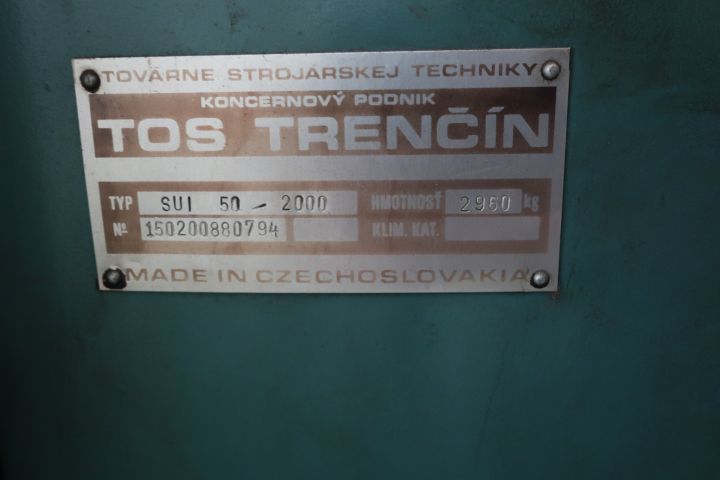 TOVÁRNE STROJÁRSKEJ TECHNIKY
KONCERNOVÝ PODNIK
TOS TRENČÍN
TYP SUI 50 - 2000 HMOTNOSŤ 2960 kg
Nº 150200880794 KLIM. KAT.
MADE IN CZECHOSLOVAKIA